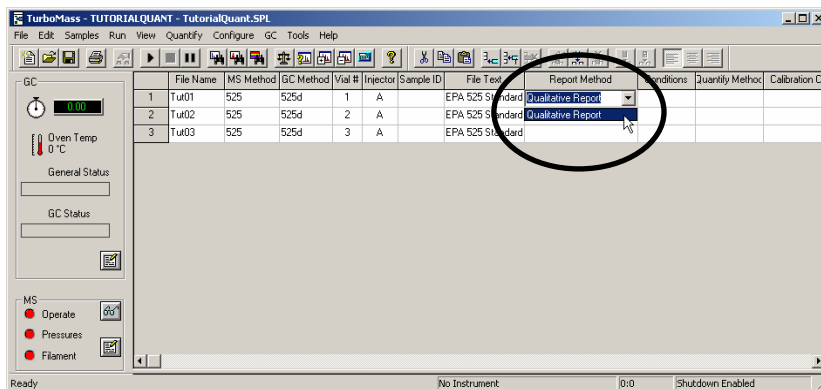 TurboMass - TUTORIALQUANT - TutorialQuant.SPL
File Edit Samples Run View Quantify Configure GC Tools Help
File Name MS Method GC Method Vial # Injector Sample ID File Text Report Method Conditions Quantify Method Calibration C
1 Tut01 525 525d 1 A EPA 525 Standard Qualitative Report
2 Tut02 525 525d 2 A EPA 525 Standard Qualitative Report
3 Tut03 525 525d 3 A EPA 525 Standard
GC
0.00
Oven Temp
0 °C
General Status
GC Status
MS
Operate
Pressures
Filament
Ready No Instrument 0:0 Shutdown Enabled